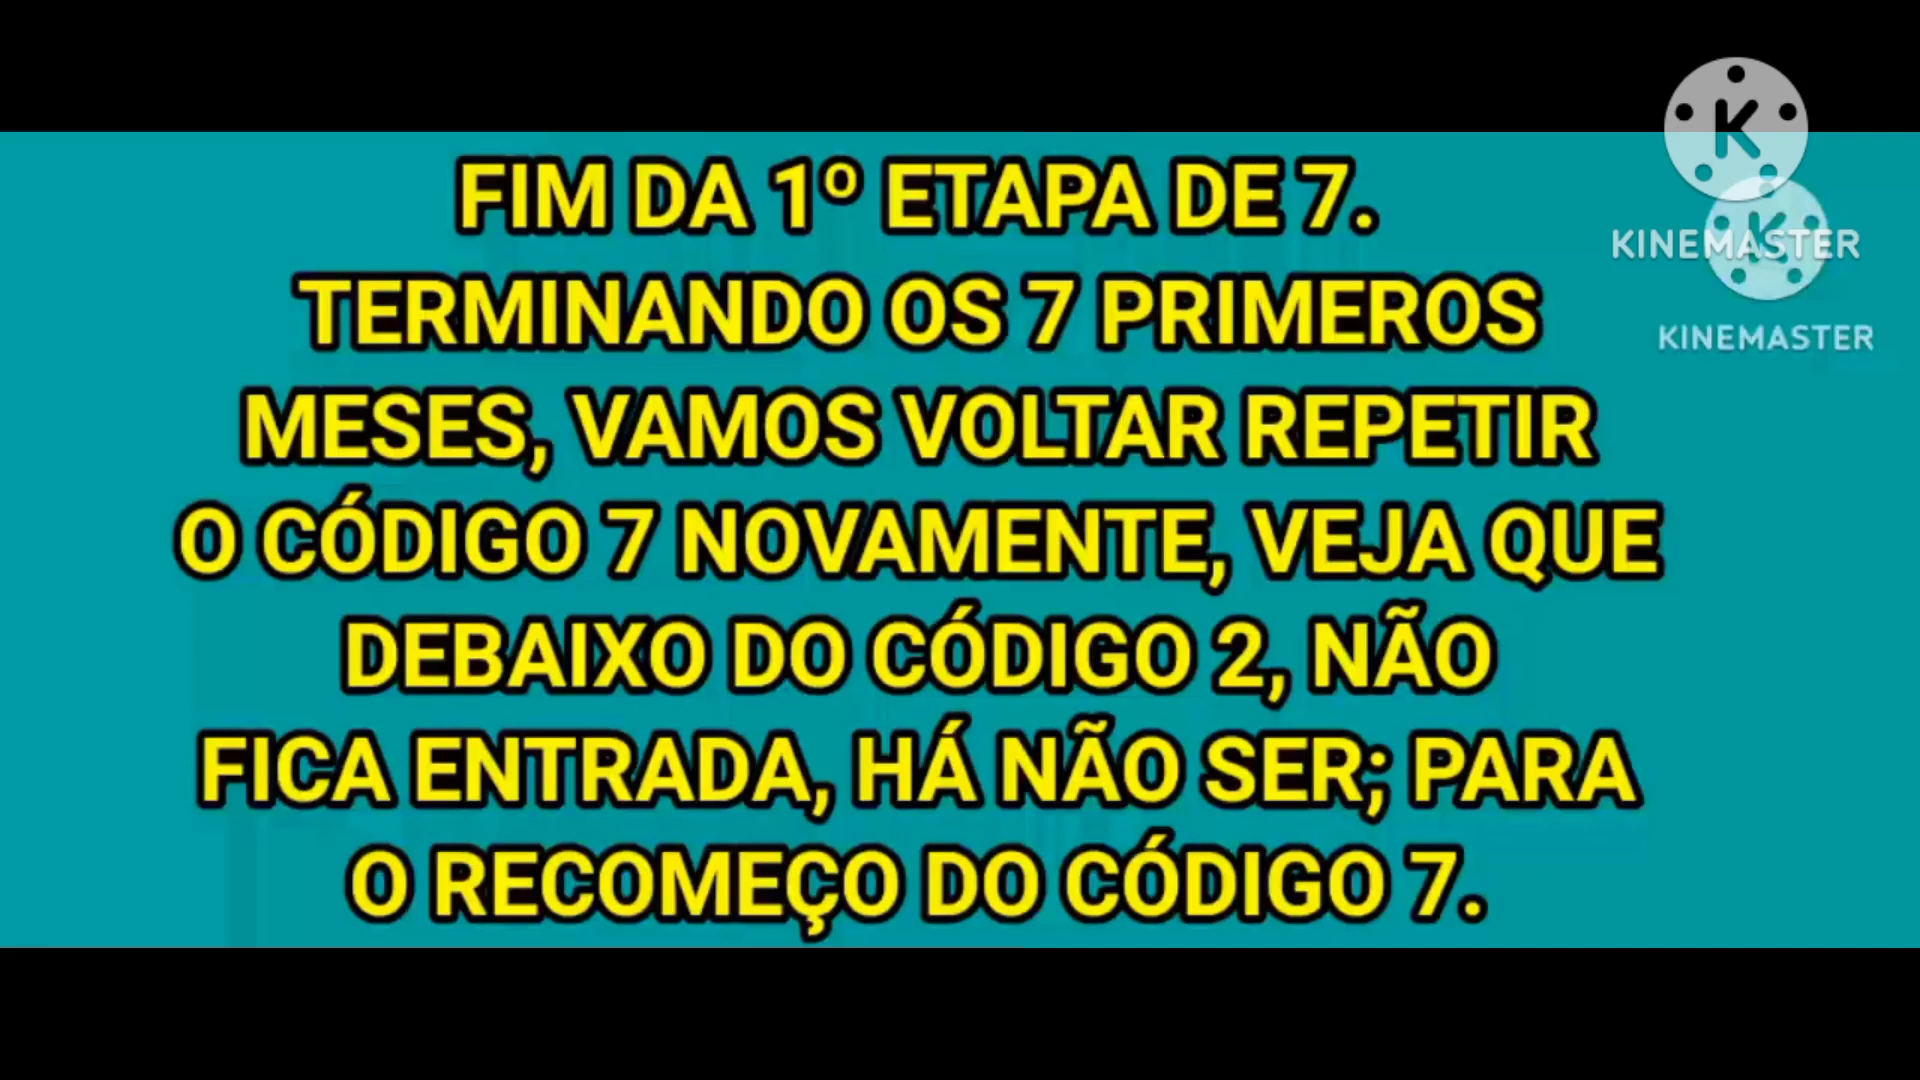 FIM DA 1º ETAPA DE 7.
TERMINANDO OS 7 PRIMEROS
MESES, VAMOS VOLTAR REPETIR
O CÓDIGO 7 NOVAMENTE, VEJA QUE
DEBAIXO DO CÓDIGO 2, NÃO
FICA ENTRADA, HÁ NÃO SER; PARA
O RECOMEÇO DO CÓDIGO 7.
K
KINEMASTER
K
KINEMASTER